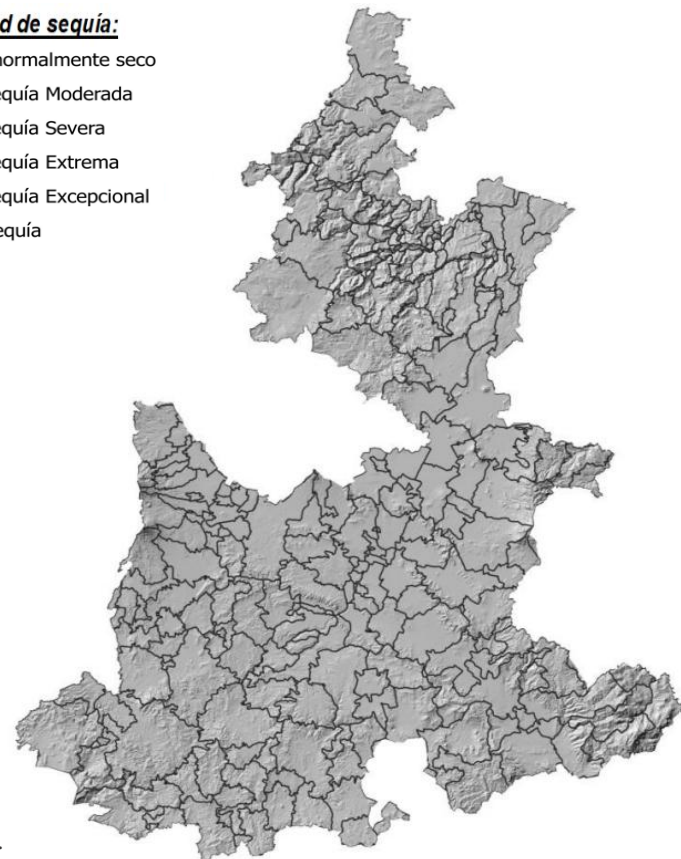 d de sequía:
normalmente seco
equía Moderada
equía Severa
equía Extrema
equía Excepcional
equía